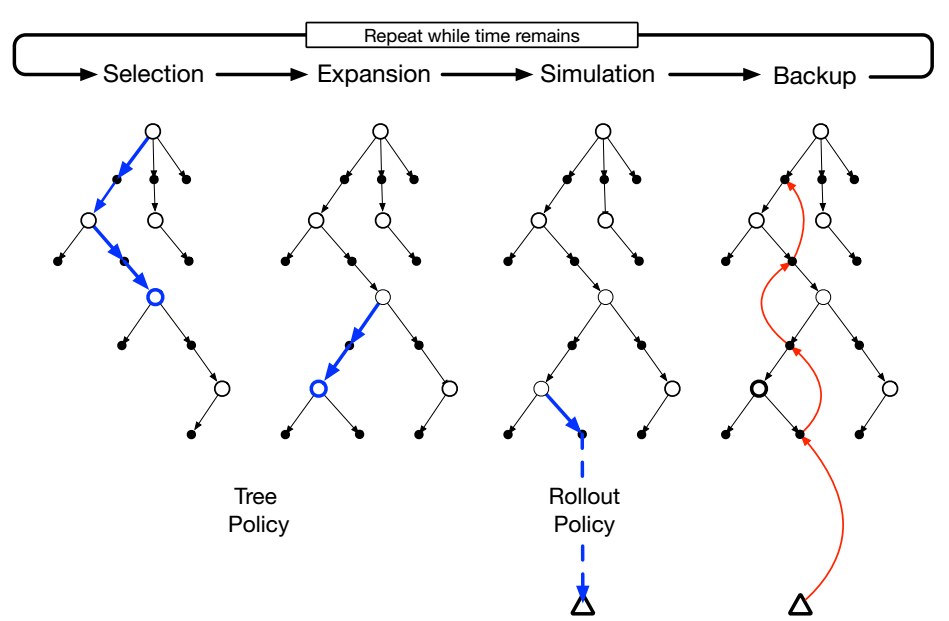 Repeat while time remains
Selection
Expansion
Simulation
Backup
Tree
Policy
Rollout
Policy